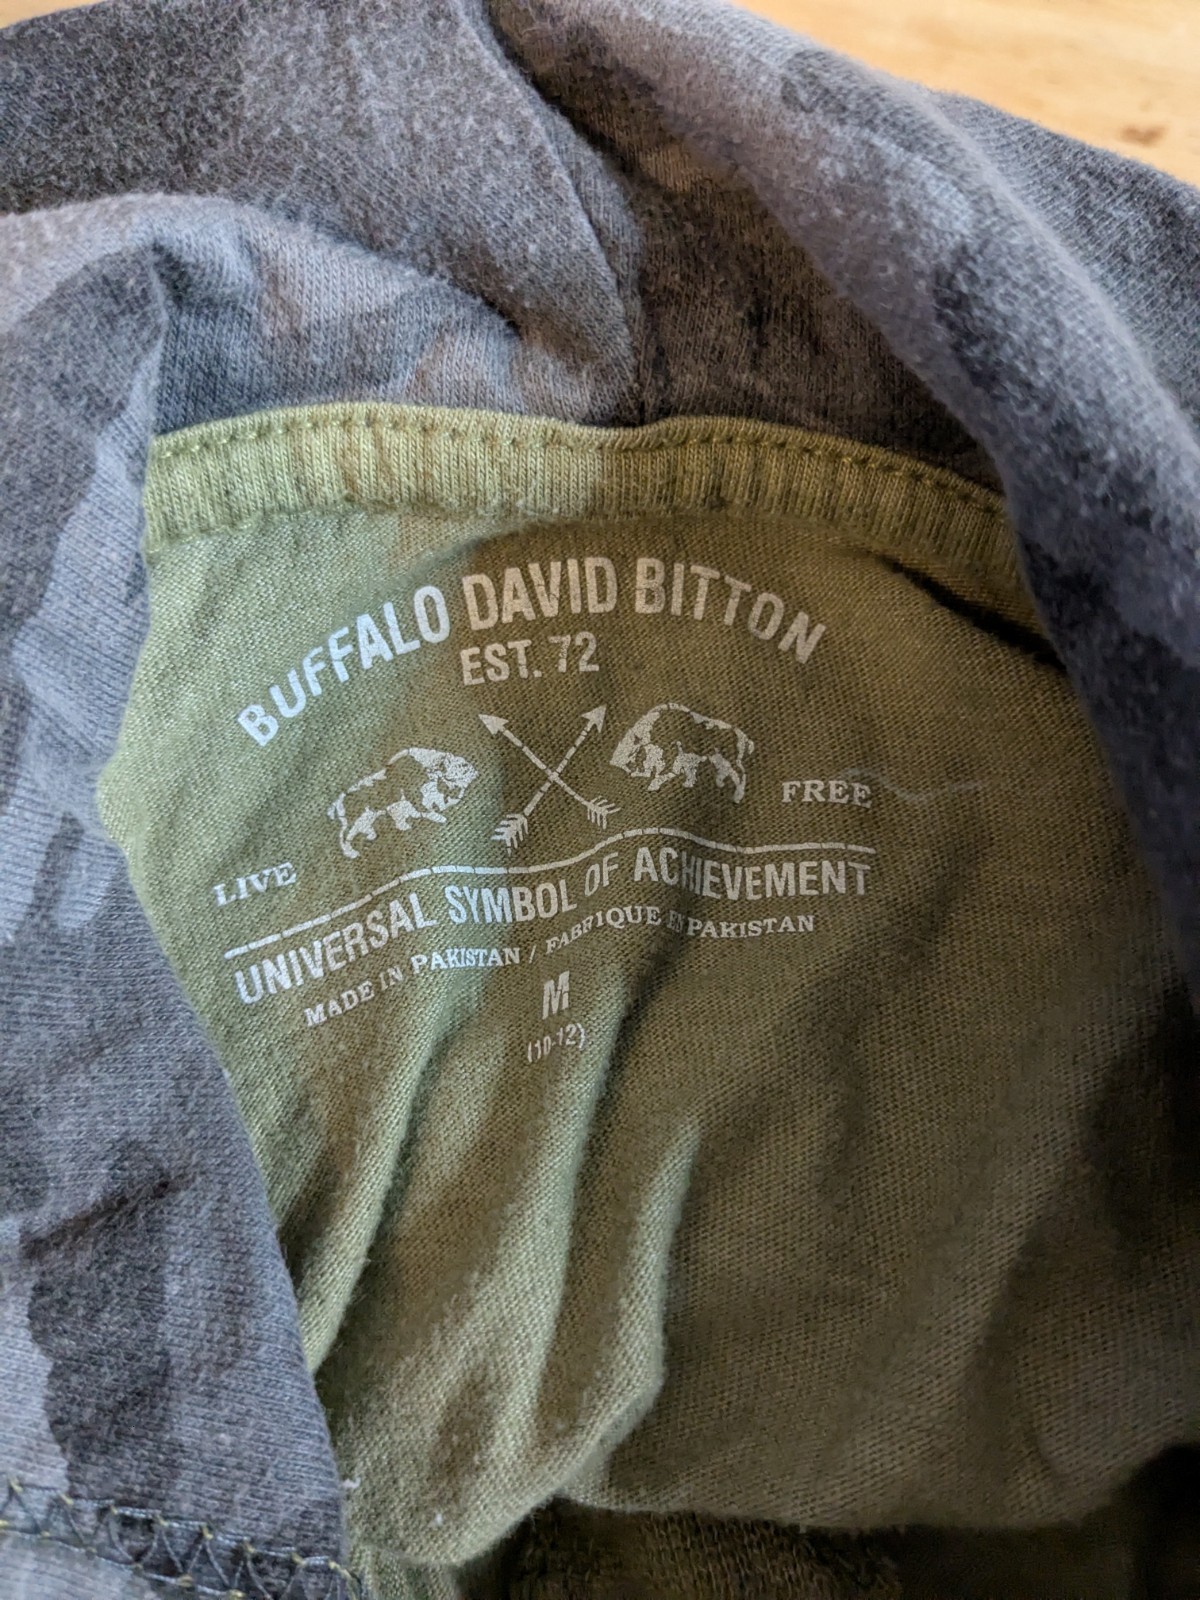 BUFFALO DAVID BITTON
EST. 72
LIVE FREE
UNIVERSAL SYMBOL OF ACHIEVEMENT
MADE IN PAKISTAN / FABRIQUE EN PAKISTAN
M
(10-12)